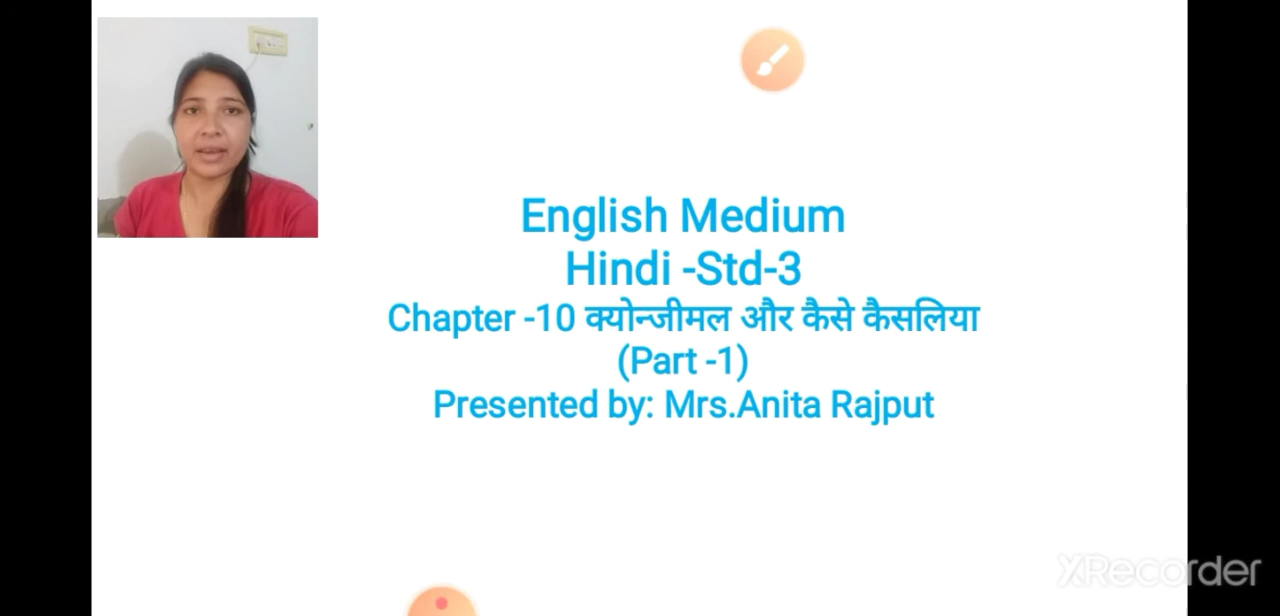 English Medium
Hindi -Std-3
Chapter -10 क्योन्जीमल और कैसे कैसलिया
(Part -1)
Presented by: Mrs.Anita Rajput
XRecorder